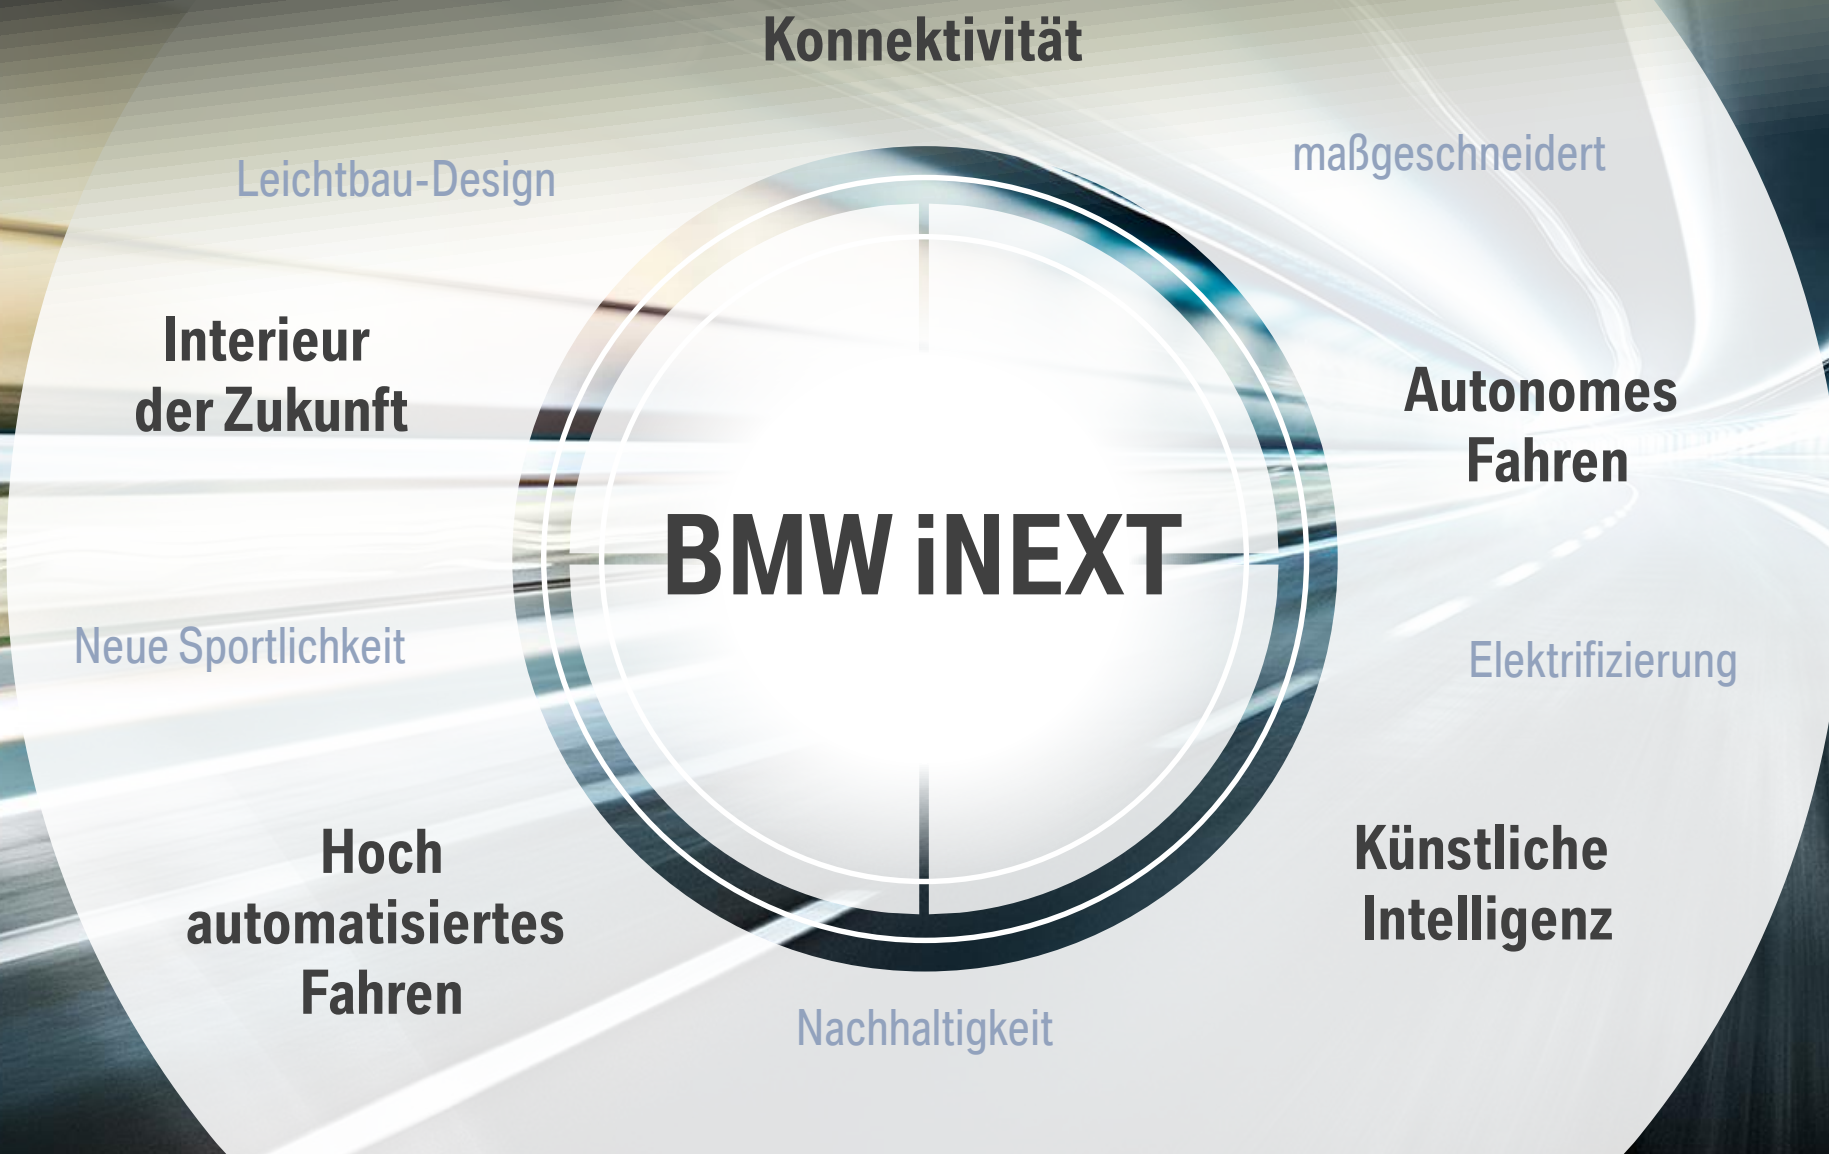 Konnektivität
Leichtbau-Design
maßgeschneidert
Interieur
der Zukunft
Autonomes
Fahren
BMW iNEXT
Neue Sportlichkeit
Elektrifizierung
Hoch
automatisiertes
Fahren
Künstliche
Intelligenz
Nachhaltigkeit